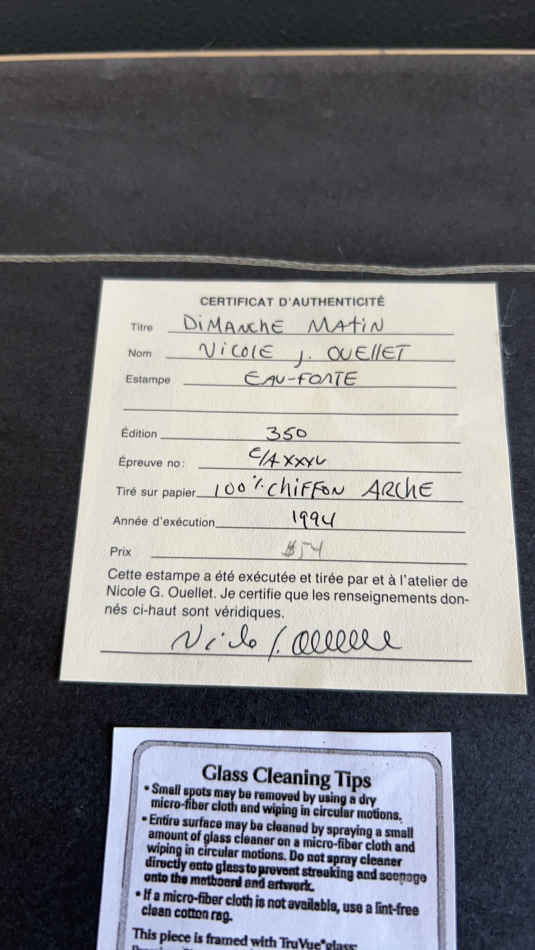 CERTIFICAT D'AUTHENTICITÉ
Titre DIMANCHE MATIN
Nom NICOLE J. OUELLET
Estampe EAU-FORTE
Édition 350
Épreuve no: E/A XXXV
Tiré sur papier 100% CHIFFON ARCHE
Année d'exécution 1994
Prix $54
Cette estampe a été exécutée et tirée par et à l'atelier de
Nicole G. Ouellet. Je certifie que les renseignements don-
nés ci-haut sont véridiques.
Nicole J. Ouellet
Glass Cleaning Tips
• Small spots may be removed by using a dry
micro-fiber cloth and wiping in circular motions.
• Entire surface may be cleaned by spraying a small
amount of glass cleaner on a micro-fiber cloth and
wiping in circular motions. Do not spray cleaner
directly onto glass to prevent streaking and seepage
onto the matboard and artwork.
• If a micro-fiber cloth is not available, use a lint-free
clean cotton rag.
This piece is framed with Tru Vue® glass: